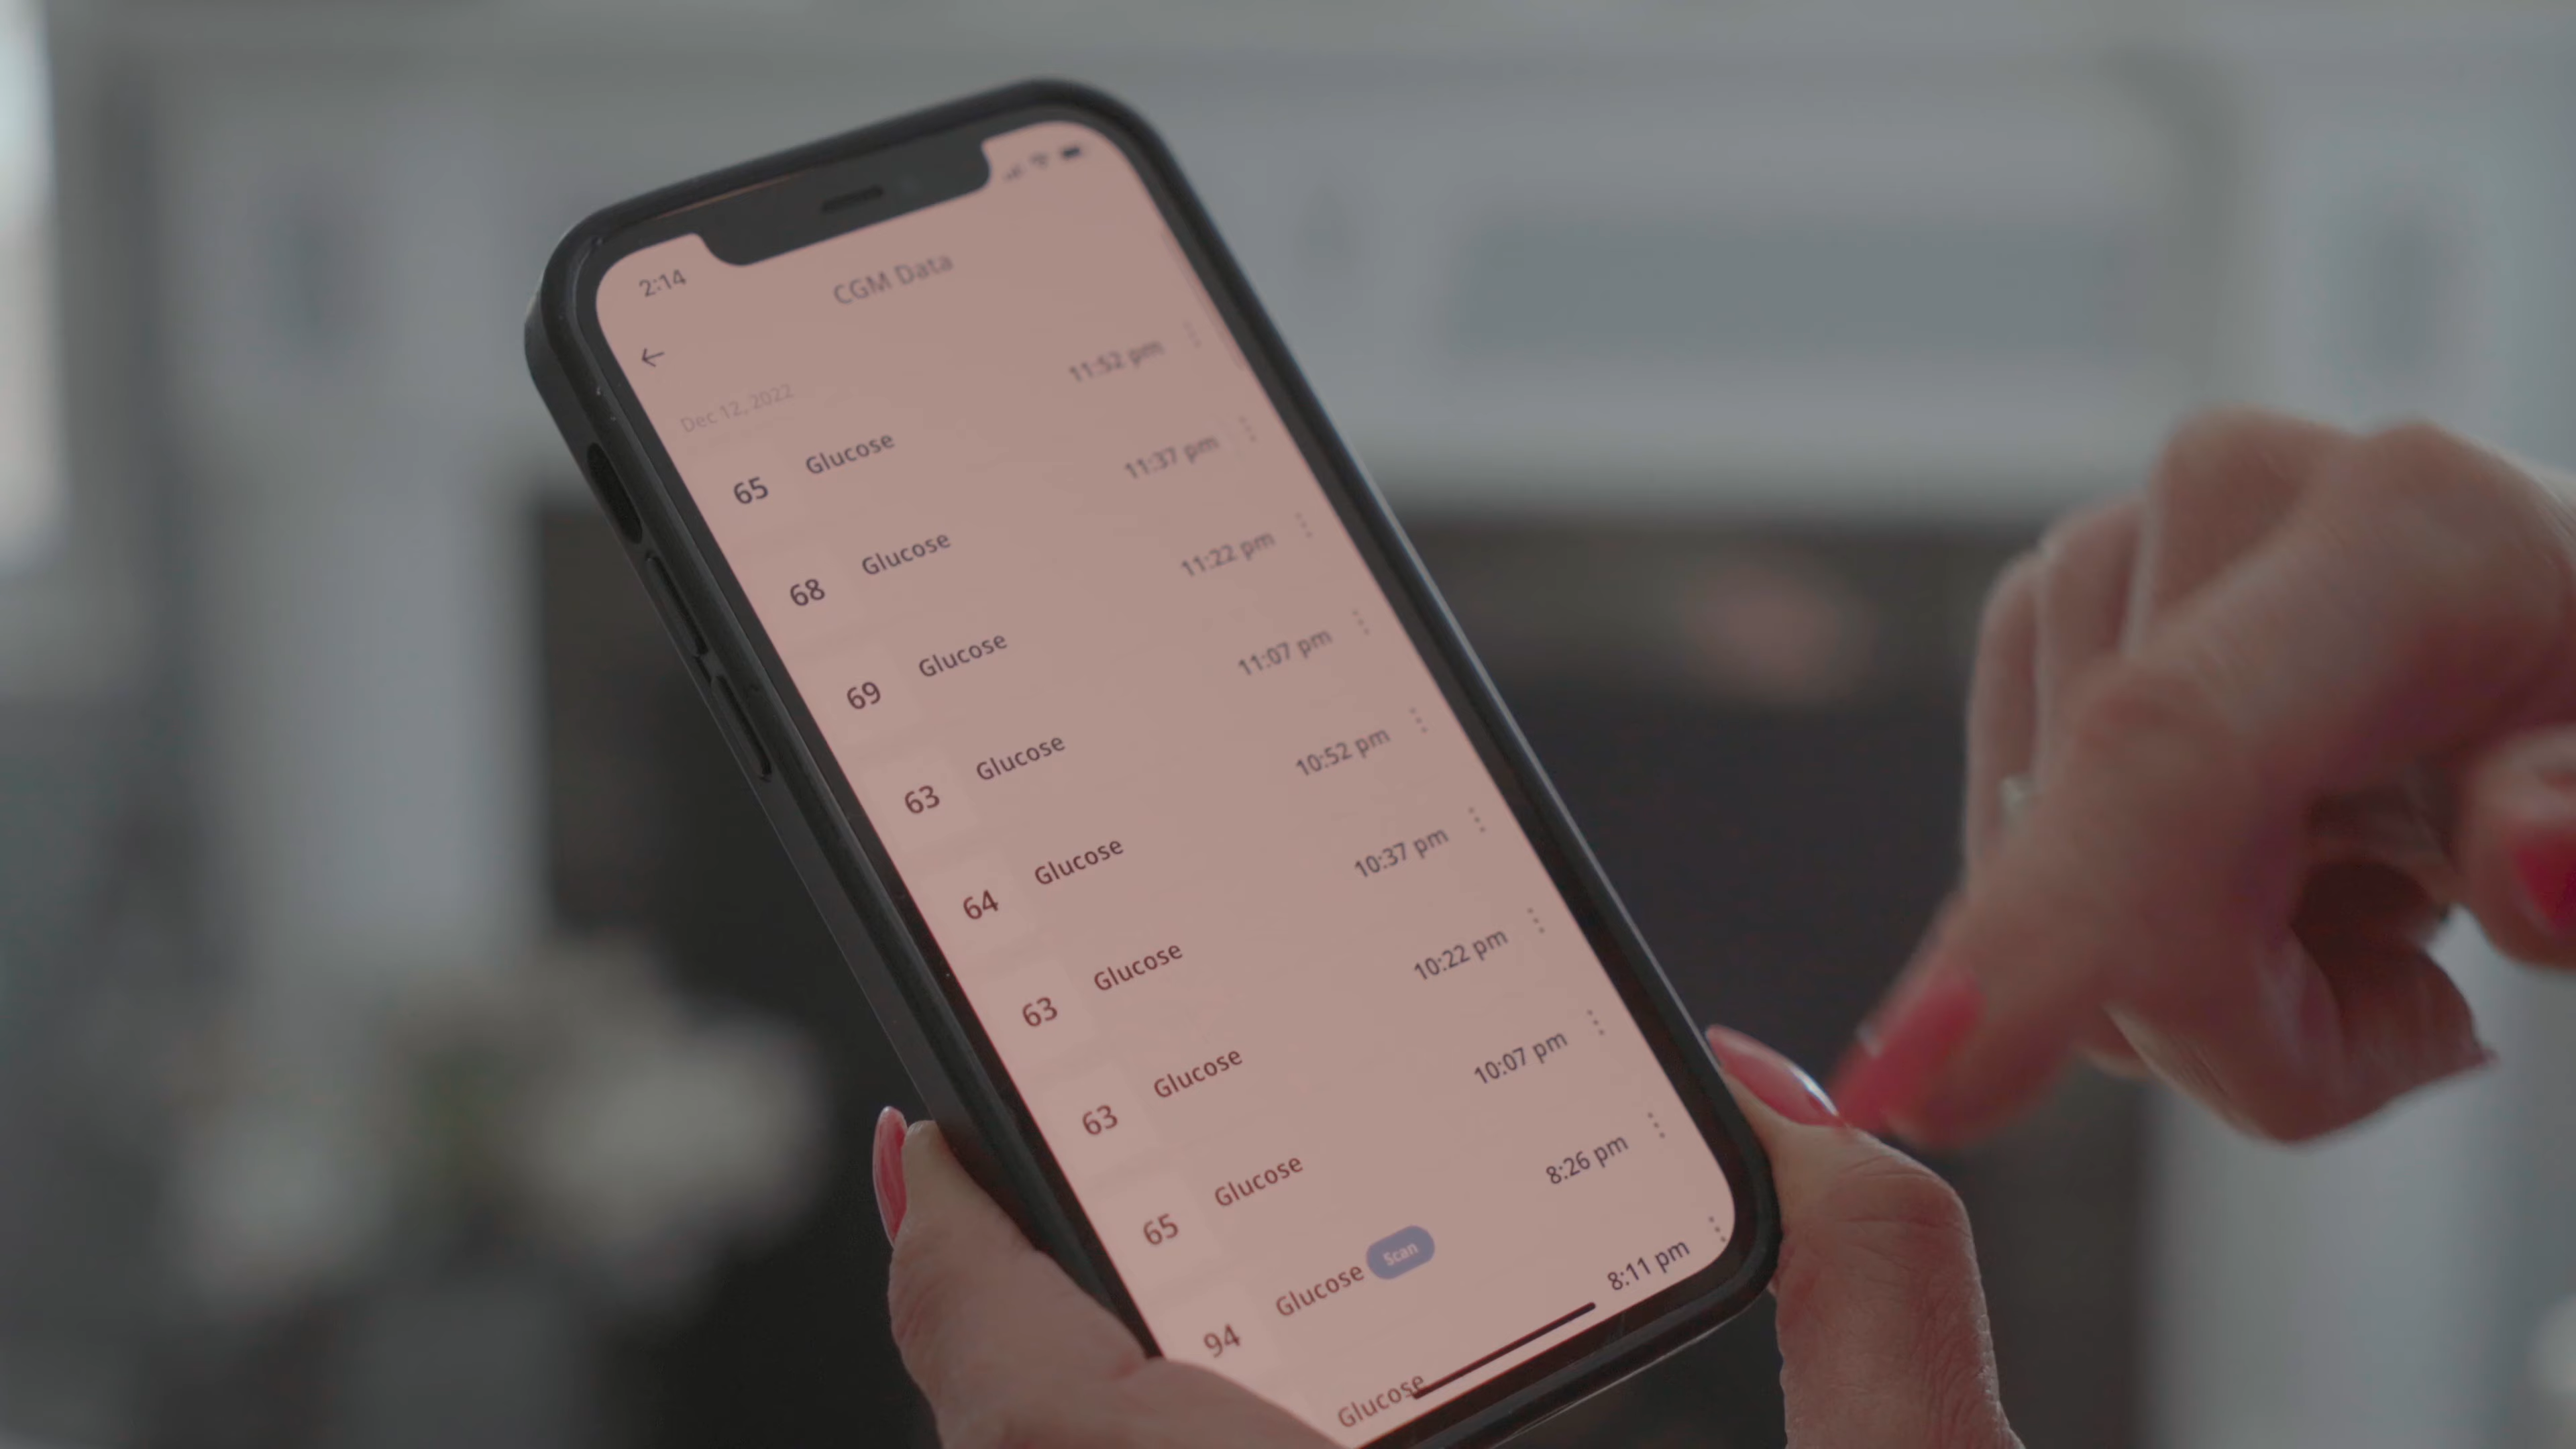 2:14
CGM Data
Dec 12, 2022
65 Glucose 11:52 pm
68 Glucose 11:37 pm
69 Glucose 11:22 pm
63 Glucose 11:07 pm
64 Glucose 10:52 pm
63 Glucose 10:37 pm
63 Glucose 10:22 pm
65 Glucose 10:07 pm
94 Glucose Scan 8:26 pm
Glucose 8:11 pm